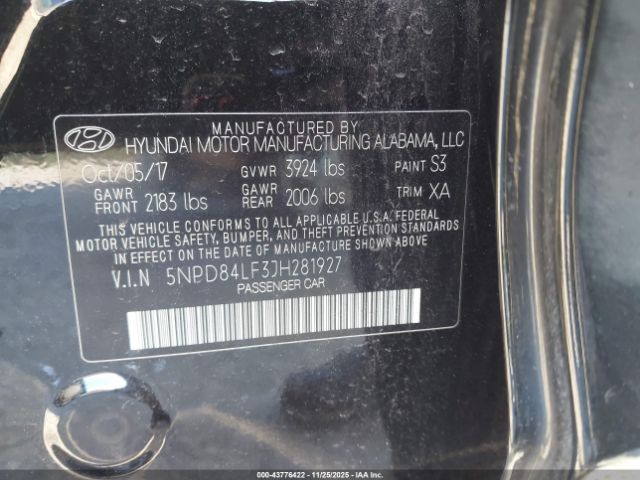 MANUFACTURED BY
HYUNDAI MOTOR MANUFACTURING ALABAMA, LLC
Oct/05/17 GVWR 3924 lbs PAINT S3
GAWR FRONT 2183 lbs GAWR REAR 2006 lbs TRIM XA
THIS VEHICLE CONFORMS TO ALL APPLICABLE U.S.A. FEDERAL
MOTOR VEHICLE SAFETY, BUMPER, AND THEFT PREVENTION STANDARDS
IN EFFECT ON THE DATE OF MANUFACTURE SHOWN ABOVE.
V.I.N 5NPD84LF3JH281927
PASSENGER CAR
000-43776422 - 11/25/2025 - IAAI.COM